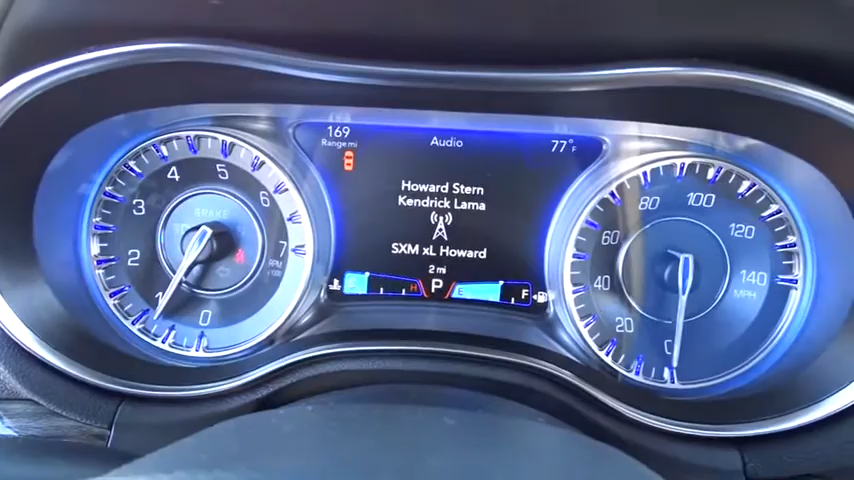 169
Range mi
Audio
77°F
Howard Stern
Kendrick Lama
SXM xL Howard
2 mi
C
H
P
E
F
BRAKE
0
1
2
3
4
5
6
7
RPM
x1000
0
20
40
60
80
100
120
140
MPH